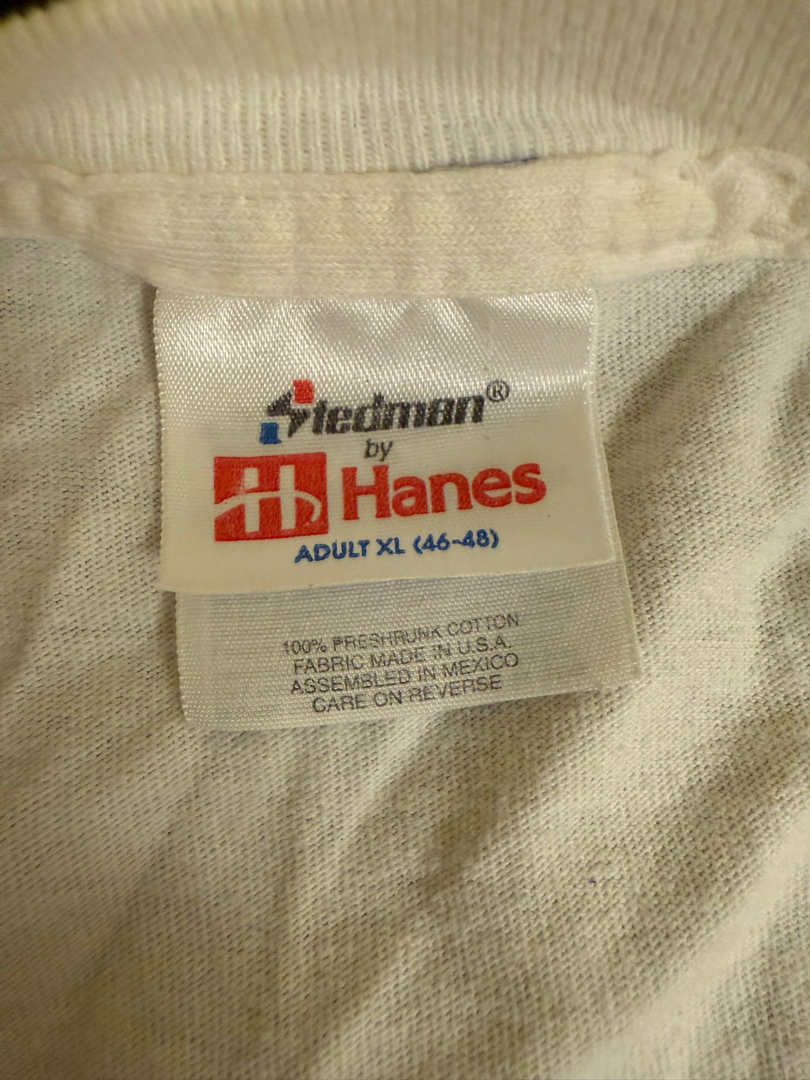 Stedman®
by
H Hanes
ADULT XL (46-48)
100% PRESHRUNK COTTON
FABRIC MADE IN U.S.A.
ASSEMBLED IN MEXICO
CARE ON REVERSE